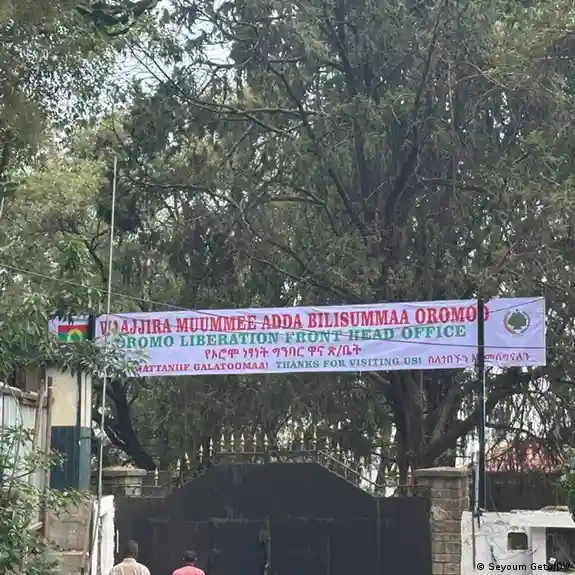 WAAJJIRA MUUMMEE ADDA BILISUMMAA OROMOO
OROMO LIBERATION FRONT HEAD OFFICE
የኦሮሞ ነፃነት ግንባር ዋና ጽ/ቤት
GALATOOMAA! THANKS FOR VISITING US! ስለጎበኙን
© Seyoum Getu/DW